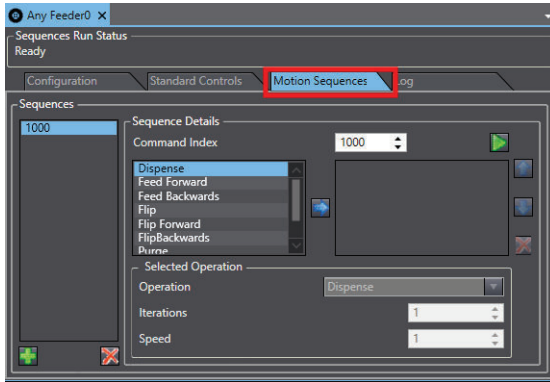 Any Feeder0
Sequences Run Status
Ready
Configuration
Standard Controls
Motion Sequences
Log
Sequences
1000
Sequence Details
Command Index
1000
Dispense
Feed Forward
Feed Backwards
Flip
Flip Forward
FlipBackwards
Purge
Selected Operation
Operation
Dispense
Iterations
1
Speed
1